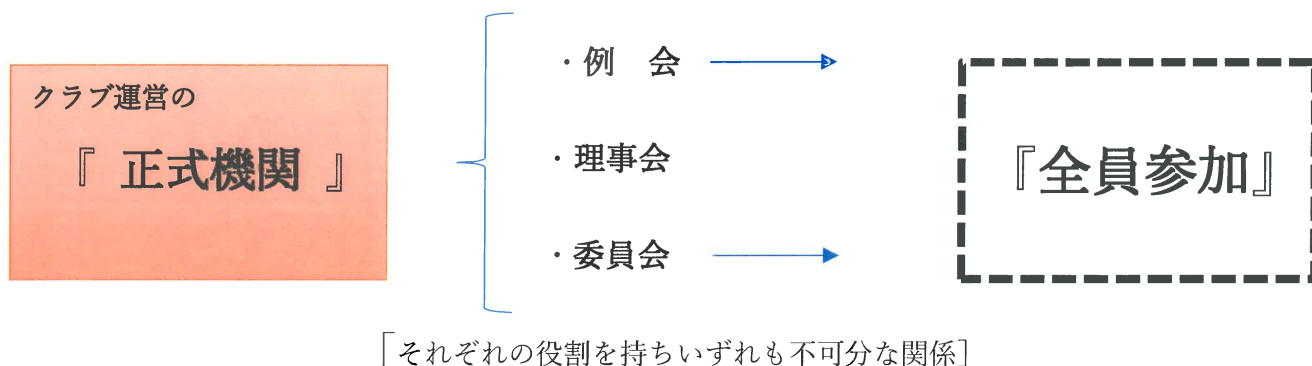 クラブ運営の
『 正式機関 』
・例　会
・理事会
・委員会
『全員参加』
「それぞれの役割を持ちいずれも不可分な関係］